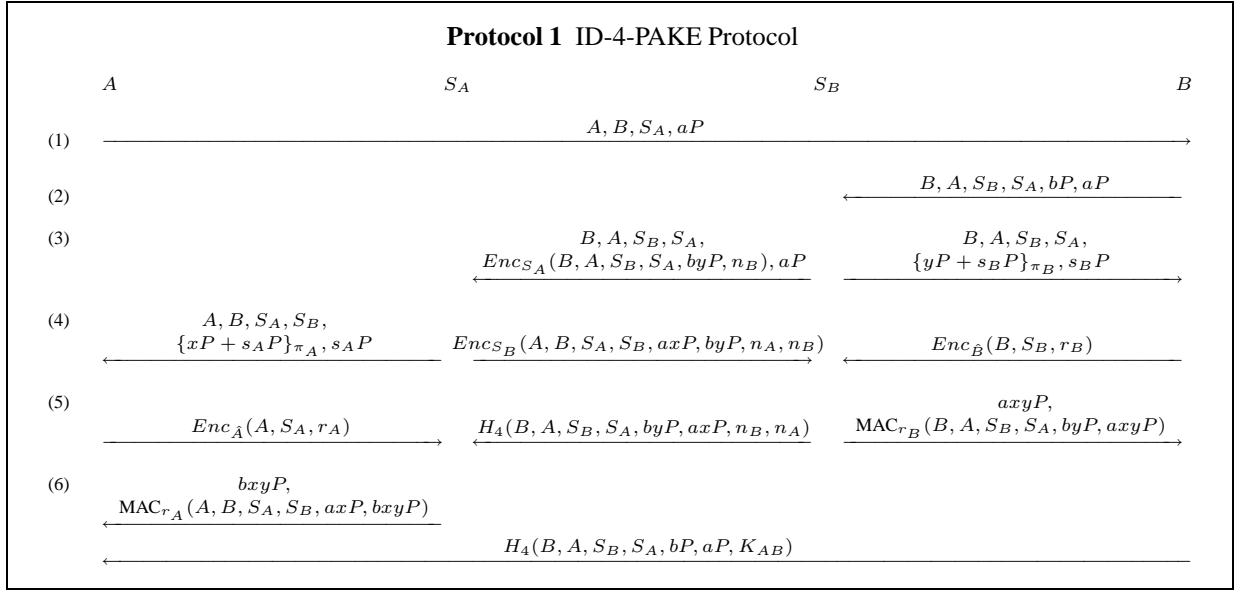 Protocol 1 ID-4-PAKE Protocol
A S_A S_B B
(1) A, B, S_A, aP
(2) B, A, S_B, S_A, bP, aP
(3) B, A, S_B, S_A, B, A, S_B, S_A,
Enc_{S_A}(B, A, S_B, S_A, byP, n_B), aP {yP + s_BP}_{π_B}, s_BP
(4) A, B, S_A, S_B,
{xP + s_AP}_{π_A}, s_AP Enc_{S_B}(A, B, S_A, S_B, axP, byP, n_A, n_B) Enc_{\hat{B}}(B, S_B, r_B)
(5) axyP,
Enc_{\hat{A}}(A, S_A, r_A) H_4(B, A, S_B, S_A, byP, axP, n_B, n_A) MAC_{r_B}(B, A, S_B, S_A, byP, axyP)
(6) bxyP,
MAC_{r_A}(A, B, S_A, S_B, axP, bxyP)
H_4(B, A, S_B, S_A, bP, aP, K_{AB})